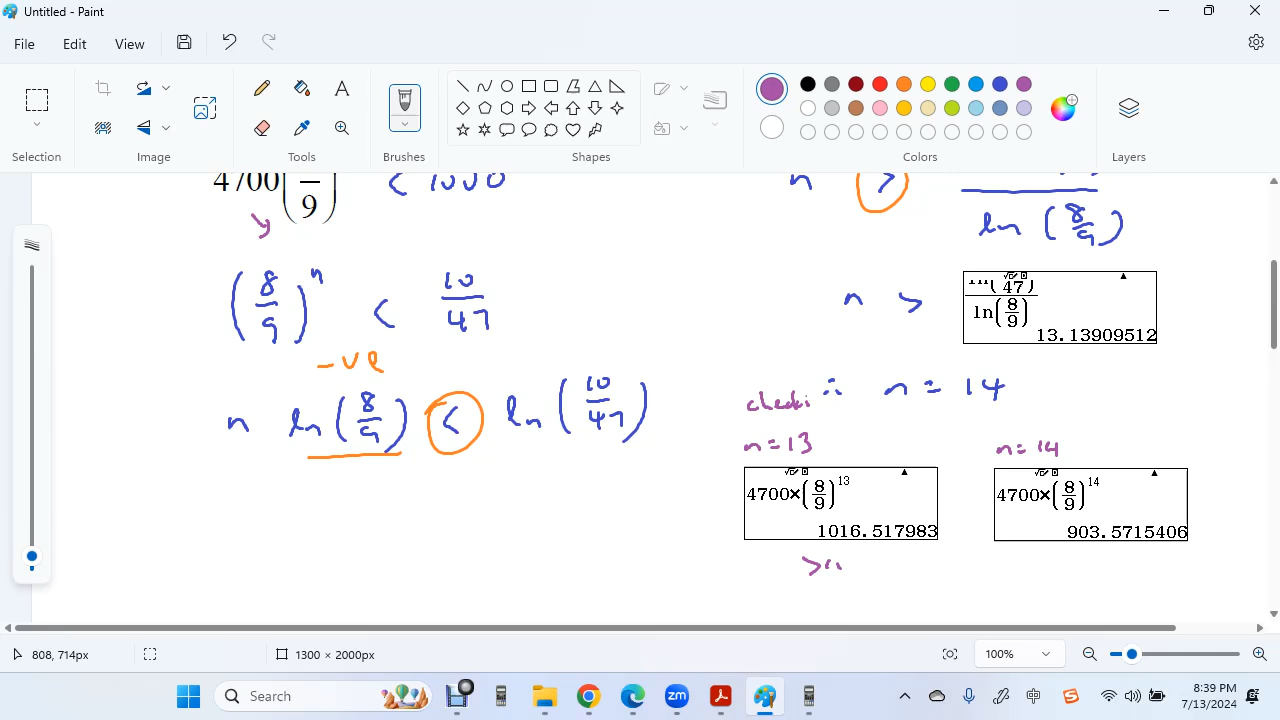 Untitled - Paint
File Edit View
Selection Image Tools Brushes Shapes Colors Layers
4700(—/9) < 1000
(8/9)^n < 10/47
-ve
n ln(8/9) < ln(10/47)
n >
ln(8/9)
n >
ln(47)
ln(8/9)
13.13909512
check: ∴ n = 14
n = 13
4700×(8/9)^13
1016.517983
>
n = 14
4700×(8/9)^14
903.5715406
808, 714px
1300 × 2000px
100%
Search
zm
中
S
8:39 PM
7/13/2024